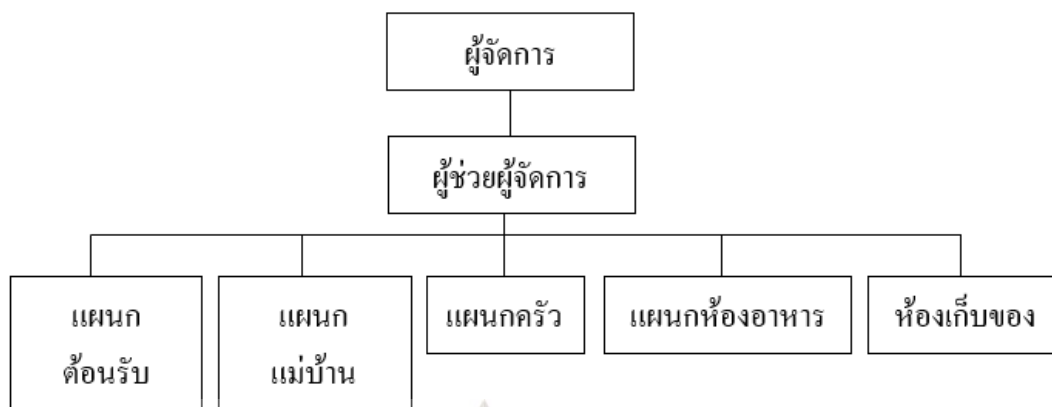 ผู้จัดการ
ผู้ช่วยผู้จัดการ
แผนก
ต้อนรับ
แผนก
แม่บ้าน
แผนกครัว
แผนกห้องอาหาร
ห้องเก็บของ